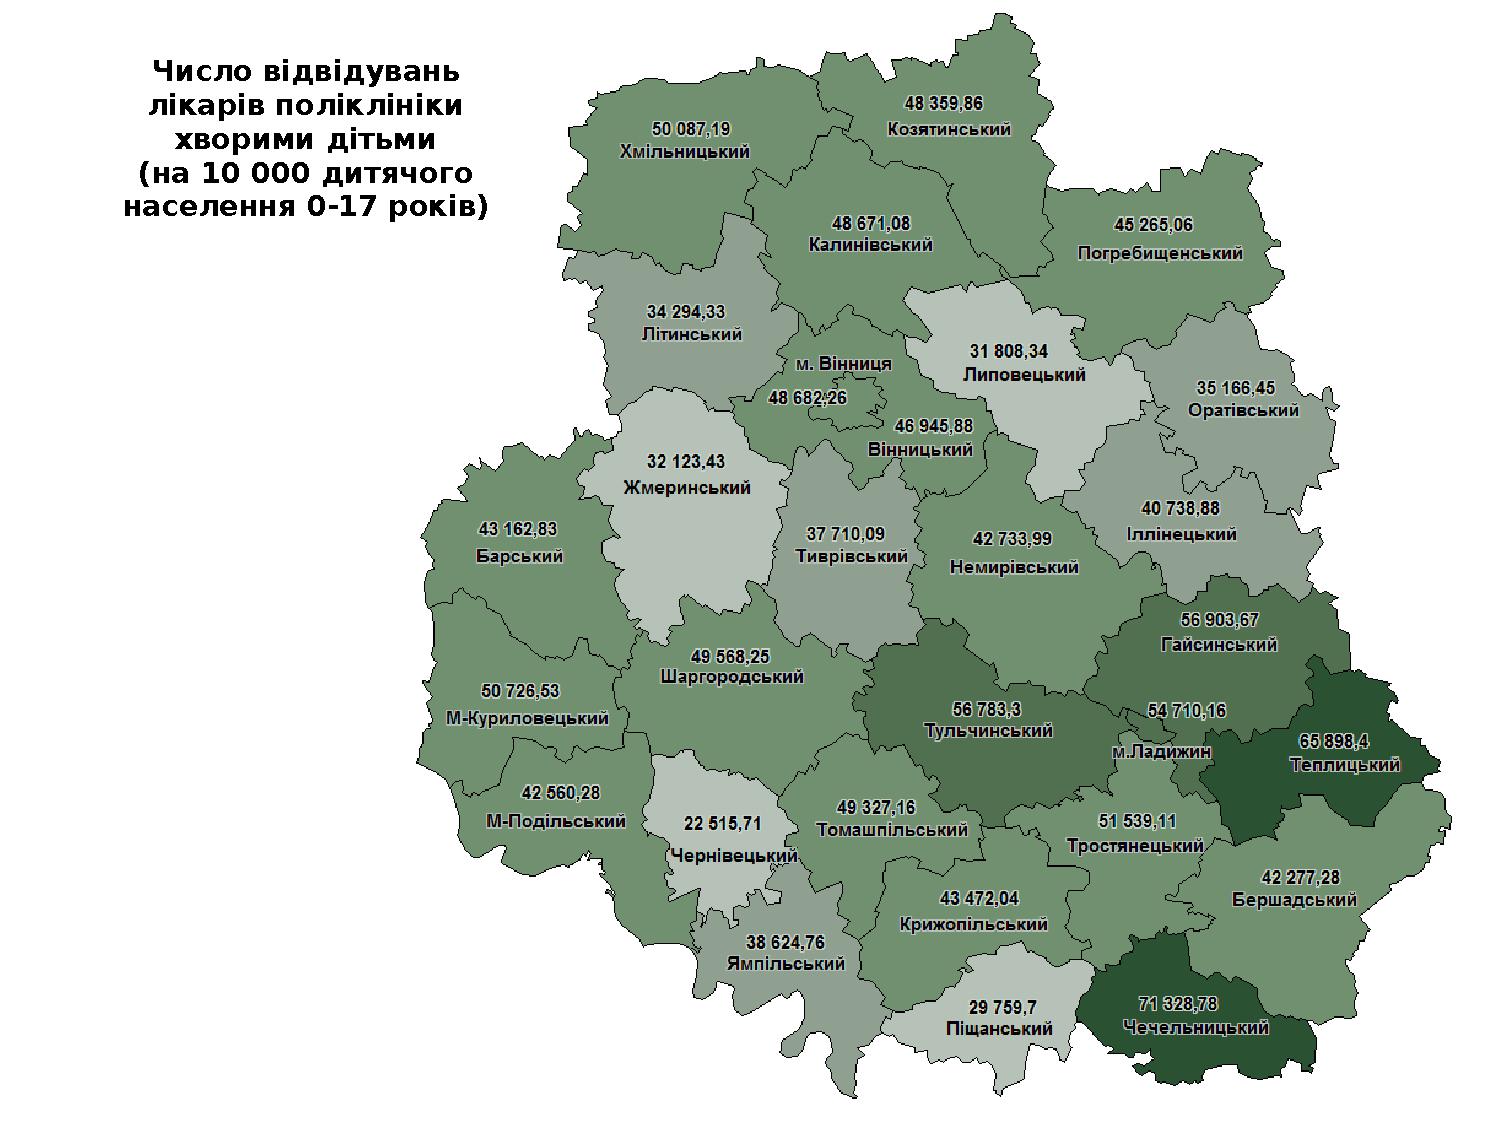 Число відвідувань
лікарів поліклініки
хворими дітьми
(на 10 000 дитячого
населення 0-17 років)
48 359,86
Козятинський
50 087,19
Хмільницький
48 671,08
Калинівський
45 265,06
Погребищенський
34 294,33
Літинський
31 808,34
Липовецький
м. Вінниця
48 682,26
35 166,45
Оратівський
46 945,88
Вінницький
32 123,43
Жмеринський
43 162,83
Барський
37 710,09
Тиврівський
42 733,99
Немирівський
40 738,88
Іллінецький
56 903,67
Гайсинський
49 568,25
Шаргородський
50 726,53
М-Куриловецький
56 783,3
Тульчинський
54 710,16
м.Ладижин
65 898,4
Теплицький
42 560,28
М-Подільський
22 515,71
Чернівецький
49 327,16
Томашпільський
51 539,11
Тростянецький
42 277,28
Бершадський
43 472,04
Крижопільський
38 624,76
Ямпільський
29 759,7
Піщанський
71 328,78
Чечельницький